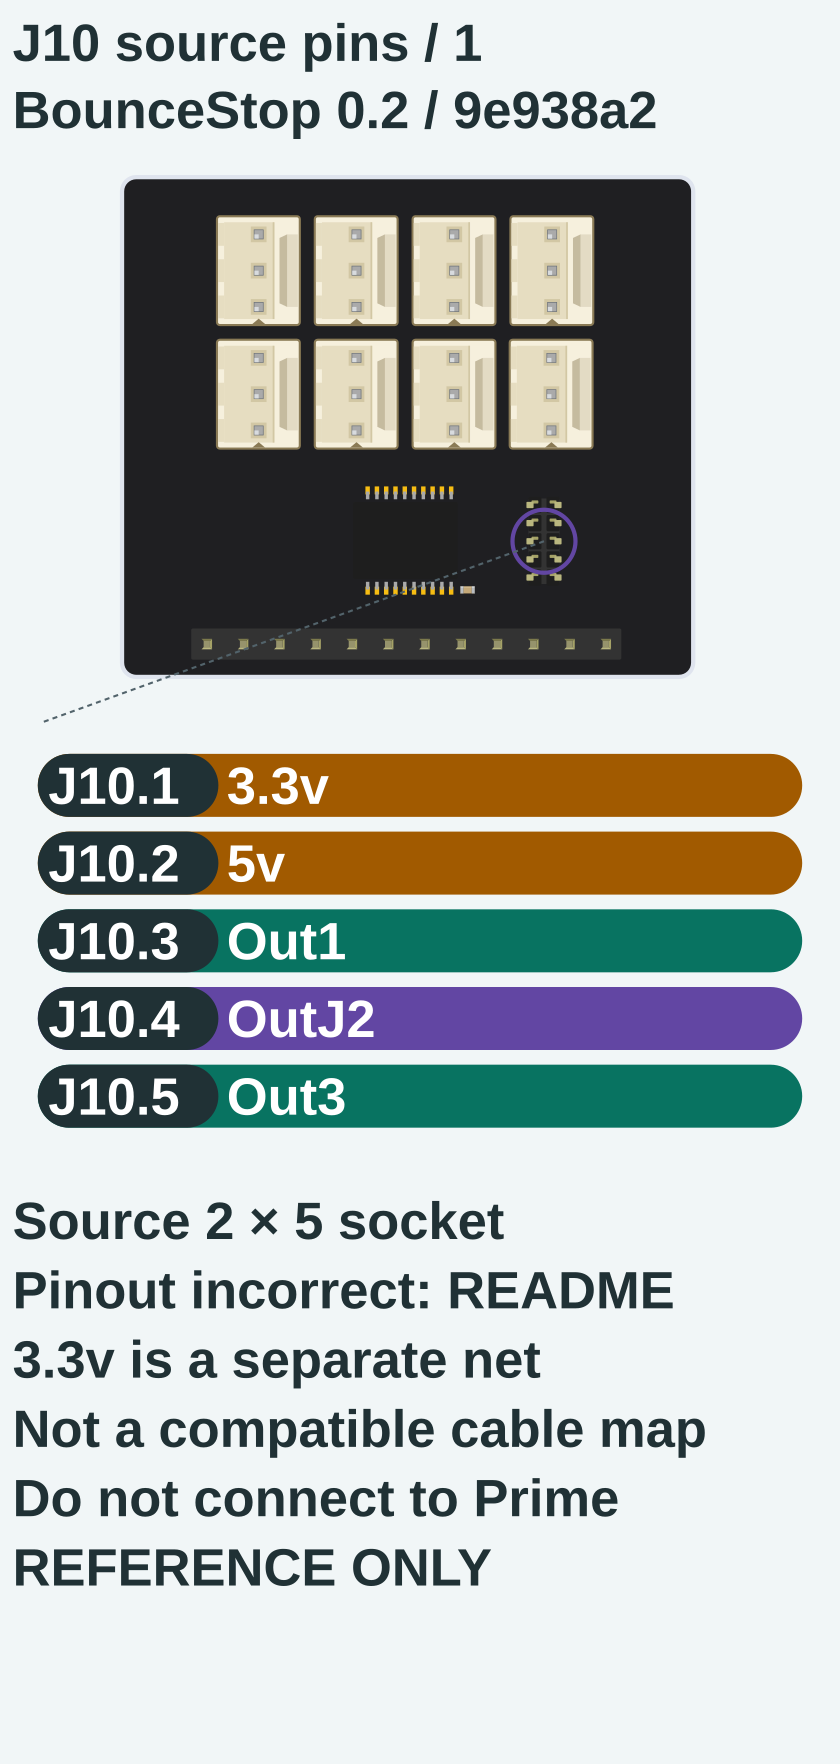 J10 source pins / 1
BounceStop 0.2 / 9e938a2
J10.1 3.3v
J10.2 5v
J10.3 Out1
J10.4 OutJ2
J10.5 Out3
Source 2 × 5 socket
Pinout incorrect: README
3.3v is a separate net
Not a compatible cable map
Do not connect to Prime
REFERENCE ONLY